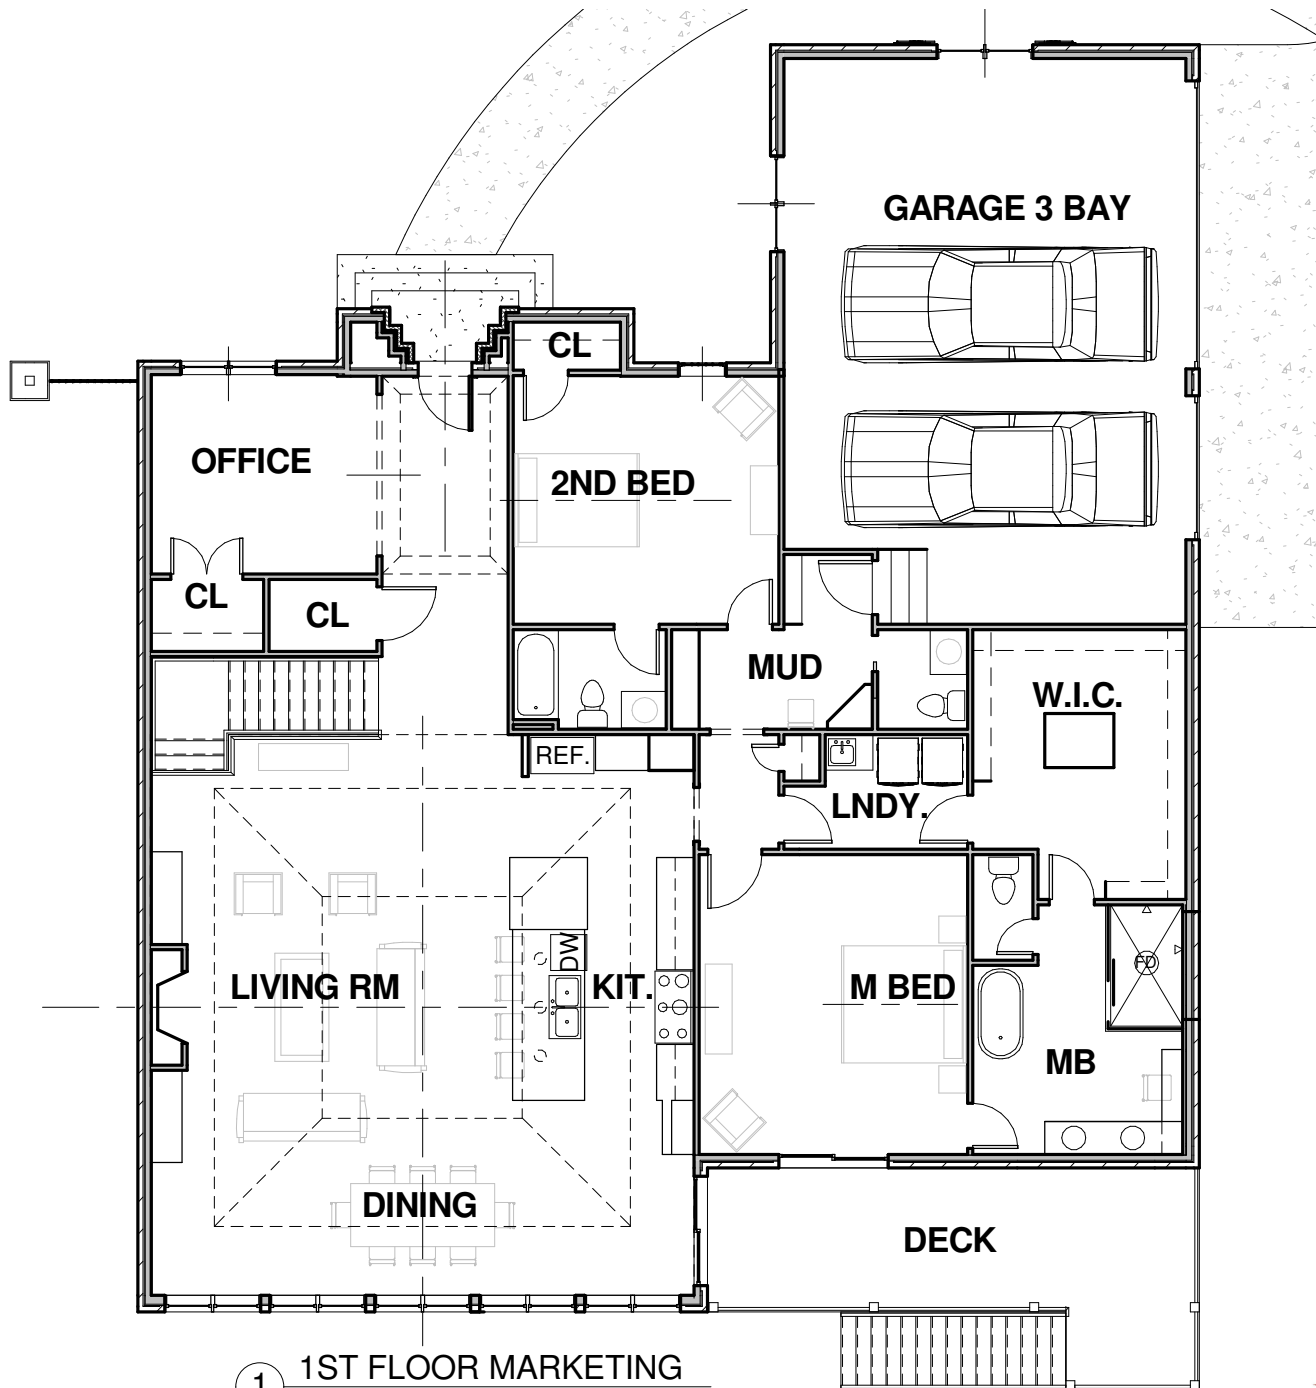 GARAGE 3 BAY
CL
OFFICE
2ND BED
CL
CL
MUD
W.I.C.
REF.
LNDY.
DW
FD
LIVING RM
KIT.
M BED
MB
DINING
DECK
1ST FLOOR MARKETING
1